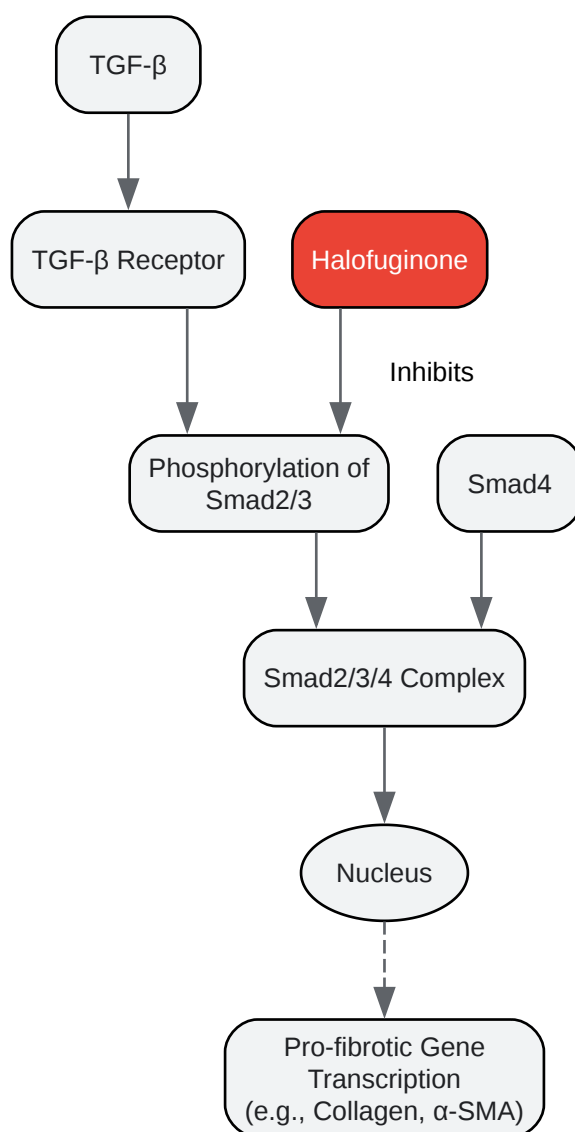 TGF-β
TGF-β Receptor
Halofuginone
Inhibits
Phosphorylation of
Smad2/3
Smad4
Smad2/3/4 Complex
Nucleus
Pro-fibrotic Gene
Transcription
(e.g., Collagen, α-SMA)